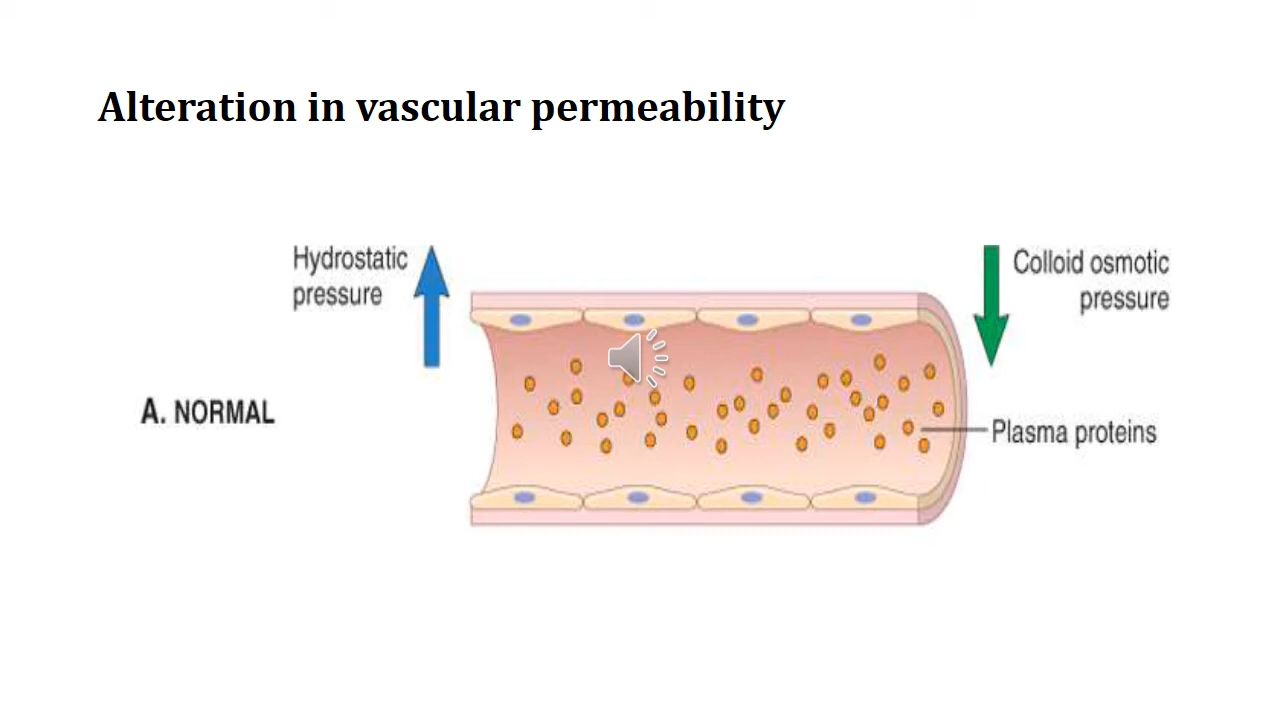 Alteration in vascular permeability
Hydrostatic
pressure
Colloid osmotic
pressure
A. NORMAL
Plasma proteins